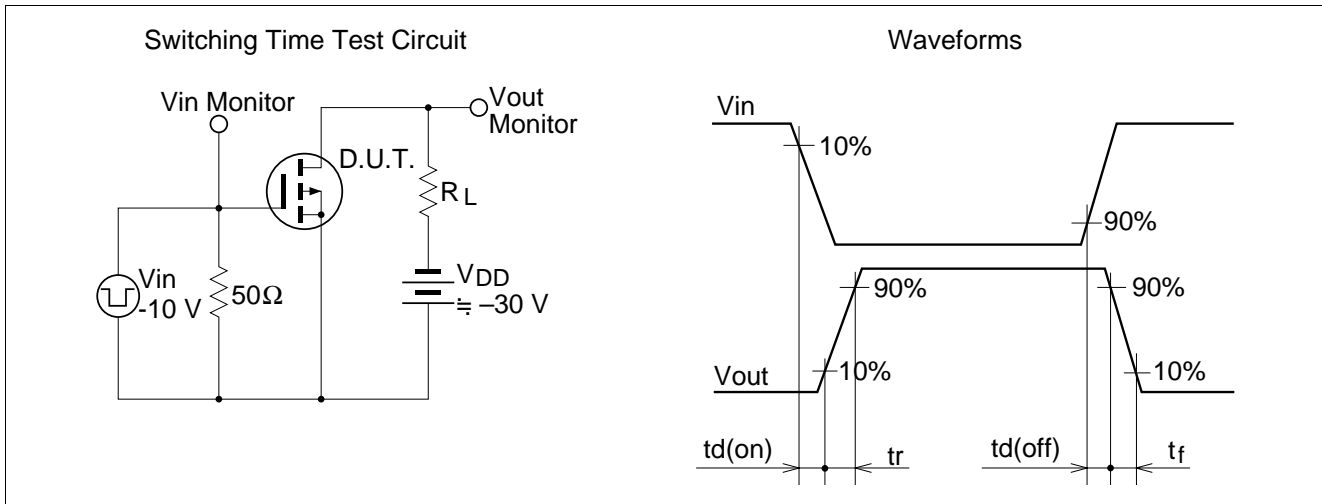 Switching Time Test Circuit
Vin Monitor
Vout
Monitor
D.U.T.
RL
Vin
-10 V
50Ω
VDD
≒ –30 V
Waveforms
Vin
10%
90%
90%
90%
Vout
10%
10%
td(on)
tr
td(off)
tf